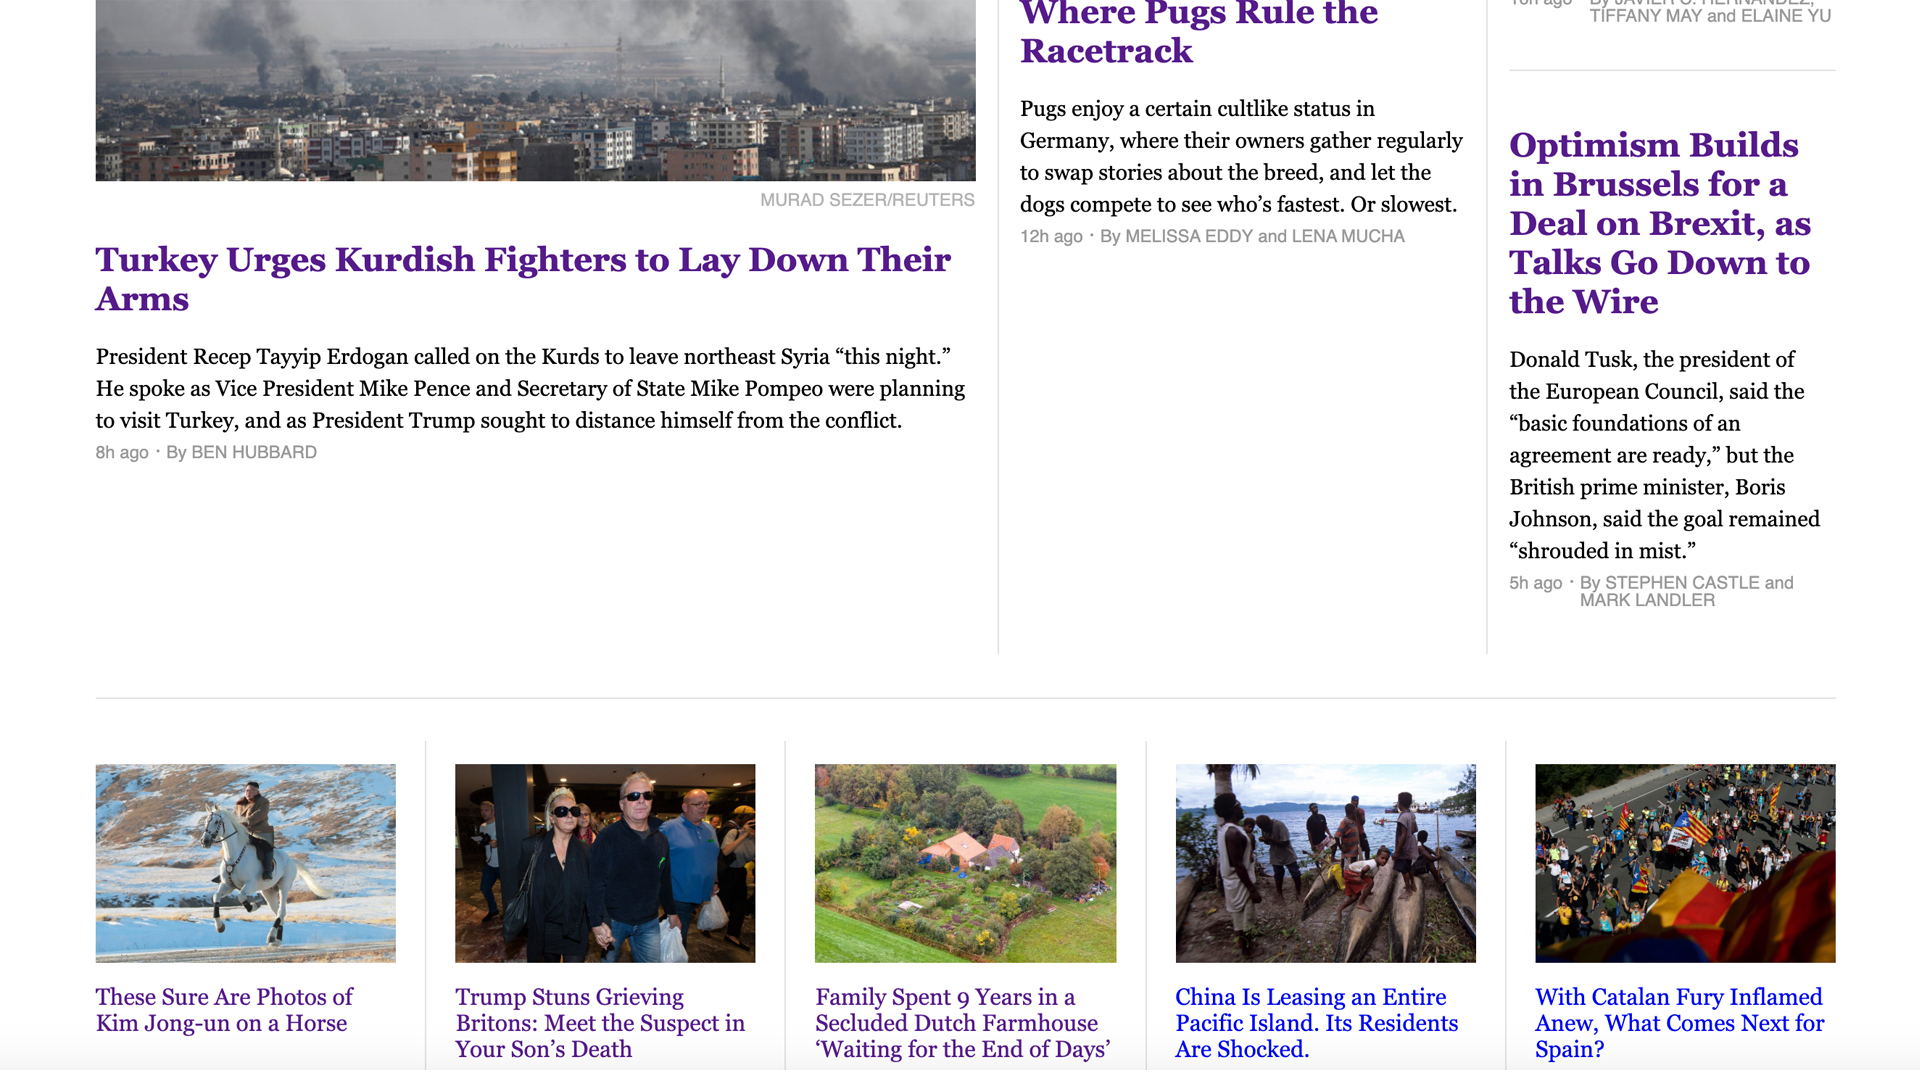 MURAD SEZER/REUTERS
Turkey Urges Kurdish Fighters to Lay Down Their
Arms
President Recep Tayyip Erdogan called on the Kurds to leave northeast Syria “this night.”
He spoke as Vice President Mike Pence and Secretary of State Mike Pompeo were planning
to visit Turkey, and as President Trump sought to distance himself from the conflict.
8h ago · By BEN HUBBARD
Where Pugs Rule the
Racetrack
Pugs enjoy a certain cultlike status in
Germany, where their owners gather regularly
to swap stories about the breed, and let the
dogs compete to see who’s fastest. Or slowest.
12h ago · By MELISSA EDDY and LENA MUCHA
10h ago · By JAVIER C. HERNÁNDEZ,
TIFFANY MAY and ELAINE YU
Optimism Builds
in Brussels for a
Deal on Brexit, as
Talks Go Down to
the Wire
Donald Tusk, the president of
the European Council, said the
“basic foundations of an
agreement are ready,” but the
British prime minister, Boris
Johnson, said the goal remained
“shrouded in mist.”
5h ago · By STEPHEN CASTLE and
MARK LANDLER
These Sure Are Photos of
Kim Jong-un on a Horse
Trump Stuns Grieving
Britons: Meet the Suspect in
Your Son’s Death
Family Spent 9 Years in a
Secluded Dutch Farmhouse
‘Waiting for the End of Days’
China Is Leasing an Entire
Pacific Island. Its Residents
Are Shocked.
With Catalan Fury Inflamed
Anew, What Comes Next for
Spain?